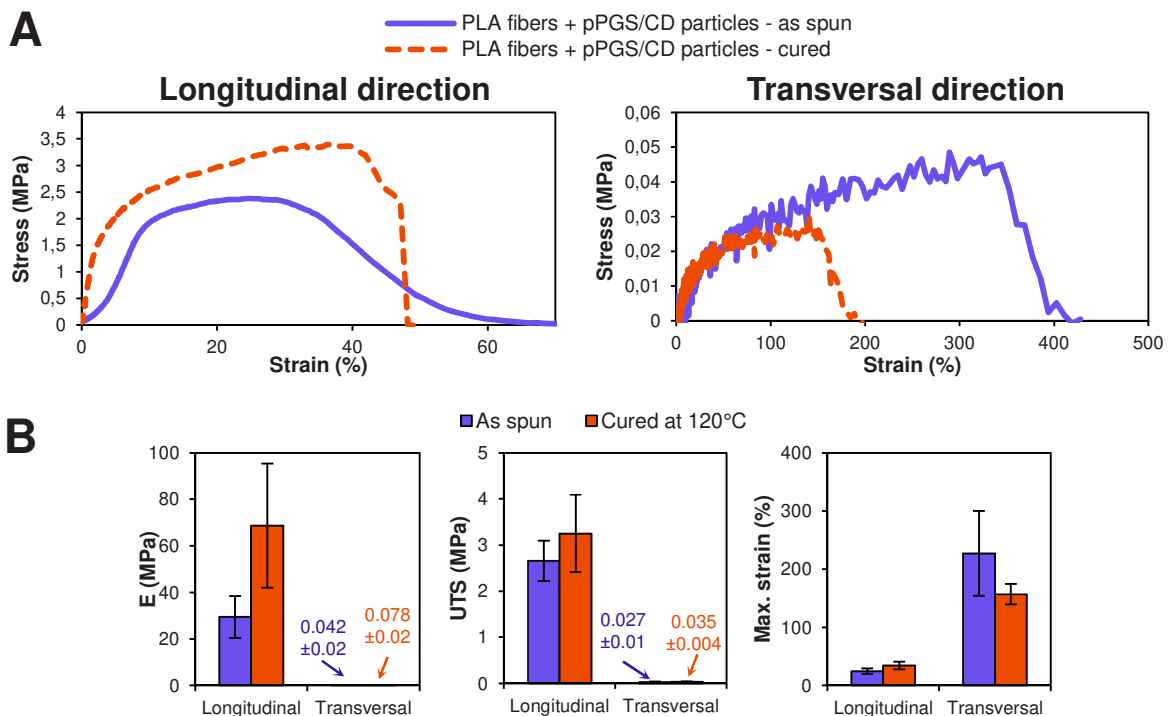 A
PLA fibers + pPGS/CD particles - as spun
PLA fibers + pPGS/CD particles - cured
Longitudinal direction
Stress (MPa)
4
3,5
3
2,5
2
1,5
1
0,5
0
0 20 40 60
Strain (%)
Transversal direction
Stress (MPa)
0,06
0,05
0,04
0,03
0,02
0,01
0
0 100 200 300 400 500
Strain (%)
B
As spun Cured at 120°C
E (MPa)
100
80
60
40
20
0
0.042
±0.02
0.078
±0.02
Longitudinal Transversal
UTS (MPa)
5
4
3
2
1
0
0.027
±0.01
0.035
±0.004
Longitudinal Transversal
Max. strain (%)
400
300
200
100
0
Longitudinal Transversal